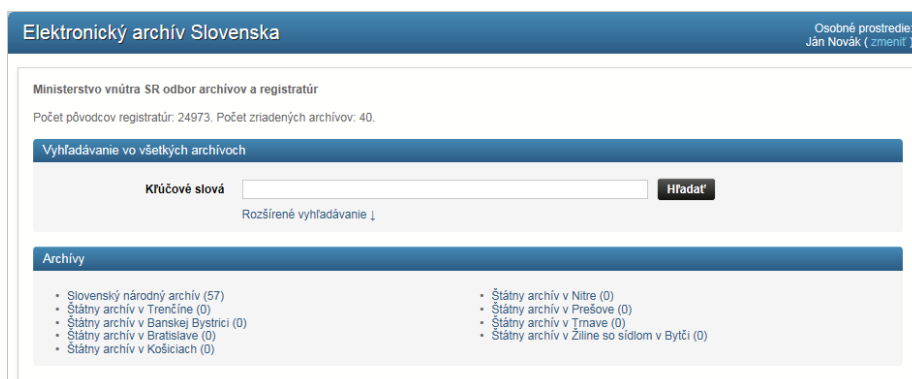 Elektronický archív Slovenska
Osobné prostredie:
Ján Novák ( zmeniť )
Ministerstvo vnútra SR odbor archívov a registratúr
Počet pôvodcov registratúr: 24973. Počet zriadených archívov: 40.
Vyhľadávanie vo všetkých archívoch
Kľúčové slová
Hľadať
Rozšírené vyhľadávanie ↓
Archívy
• Slovenský národný archív (57)
• Štátny archív v Trenčíne (0)
• Štátny archív v Banskej Bystrici (0)
• Štátny archív v Bratislave (0)
• Štátny archív v Košiciach (0)
• Štátny archív v Nitre (0)
• Štátny archív v Prešove (0)
• Štátny archív v Trnave (0)
• Štátny archív v Žiline so sídlom v Bytči (0)